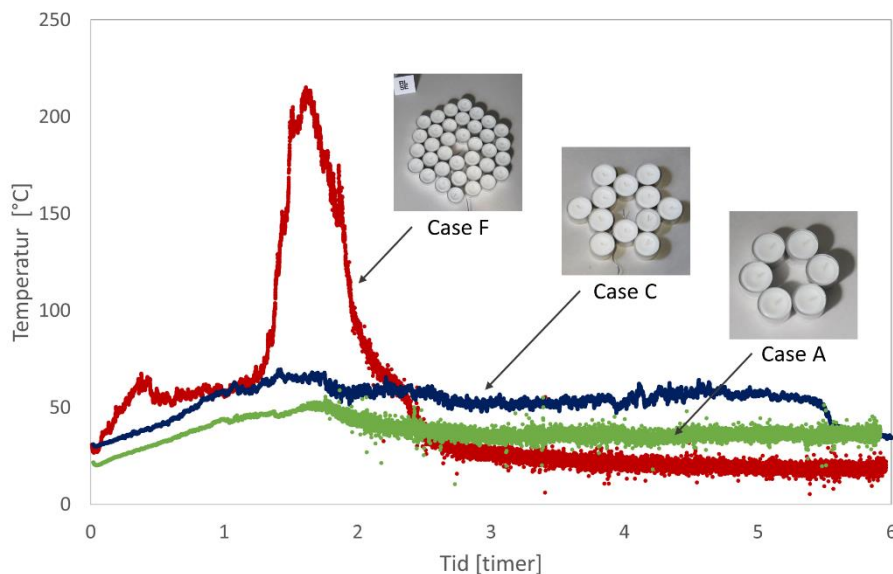 250
200
150
100
50
0
Temperatur [°C]
0 1 2 3 4 5 6
Tid [timer]
Case F
Case C
Case A